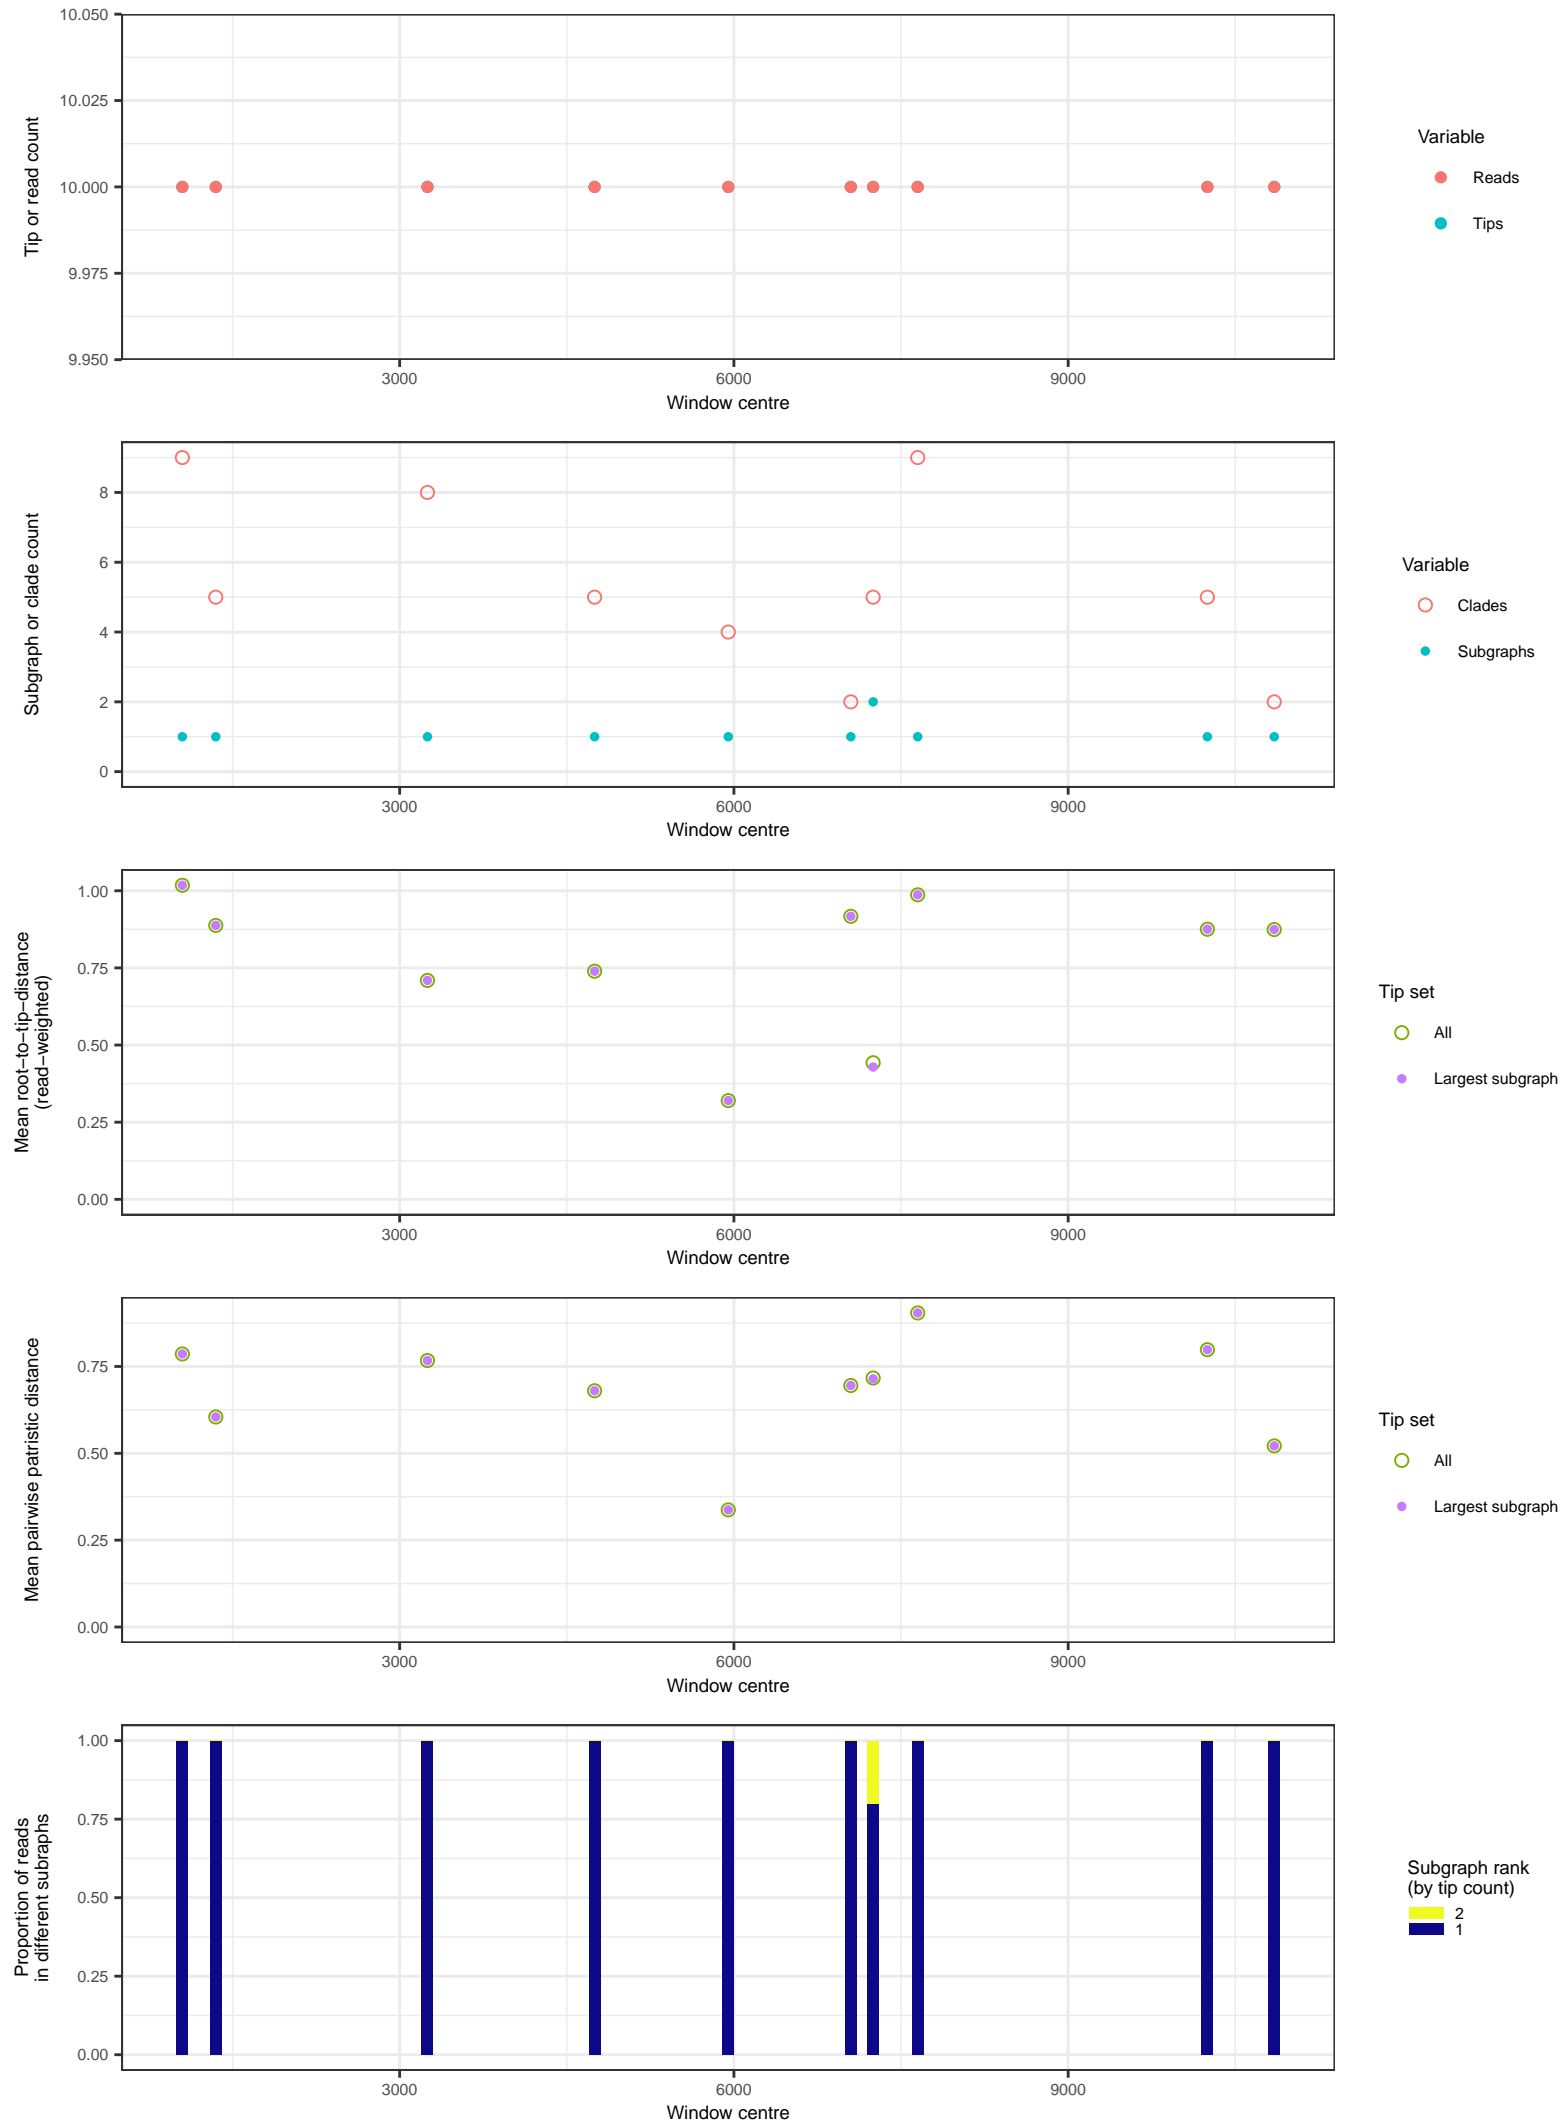 10.050
10.025
10.000
9.975
9.950
Tip or read count
3000
6000
9000
Window centre
Variable
Reads
Tips
8
6
4
2
0
Subgraph or clade count
3000
6000
9000
Window centre
Variable
Clades
Subgraphs
1.00
0.75
0.50
0.25
0.00
Mean root−to−tip−distance
(read−weighted)
3000
6000
9000
Window centre
Tip set
All
Largest subgraph
0.75
0.50
0.25
0.00
Mean pairwise patristic distance
3000
6000
9000
Window centre
Tip set
All
Largest subgraph
1.00
0.75
0.50
0.25
0.00
Proportion of reads
in different subraphs
3000
6000
9000
Window centre
Subgraph rank
(by tip count)
2
1